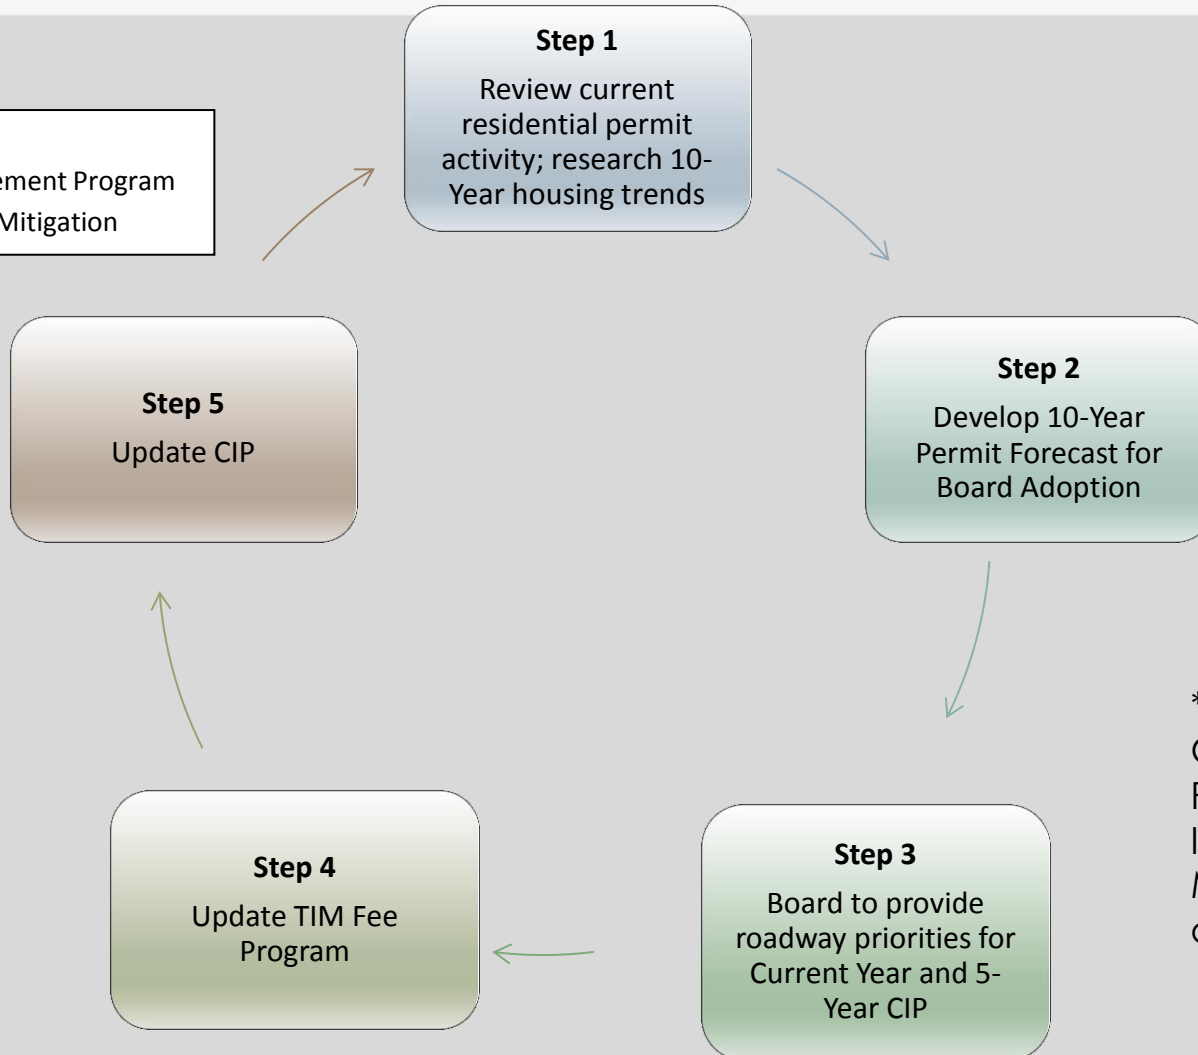 Step 1
Review current
residential permit
activity; research 10-
Year housing trends
ement Program
Mitigation
Step 2
Develop 10-Year
Permit Forecast for
Board Adoption
Step 3
Board to provide
roadway priorities for
Current Year and 5-
Year CIP
Step 4
Update TIM Fee
Program
Step 5
Update CIP
*